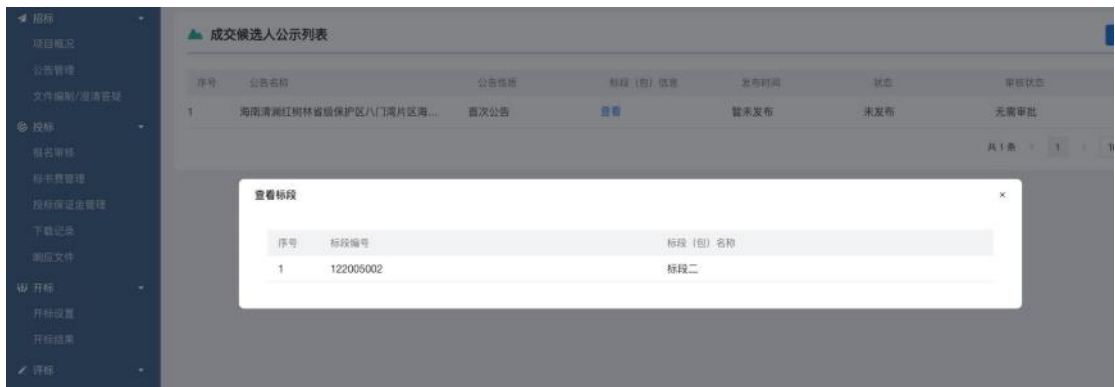 招标
项目概况
公告管理
文件编制/澄清答疑
投标
报名审核
标书费管理
投标保证金管理
下载记录
响应文件
开标
开标设置
开标结果
评标
成交候选人公示列表
序号 公告名称 公告性质 标段（包）信息 发布时间 状态 审核状态
1 海南清澜红树林省级保护区八门湾片区海... 首次公告 查看 暂未发布 未发布 无需审批
共 1 条 1
查看标段 ×
序号 标段编号 标段（包）名称
1 122005002 标段二